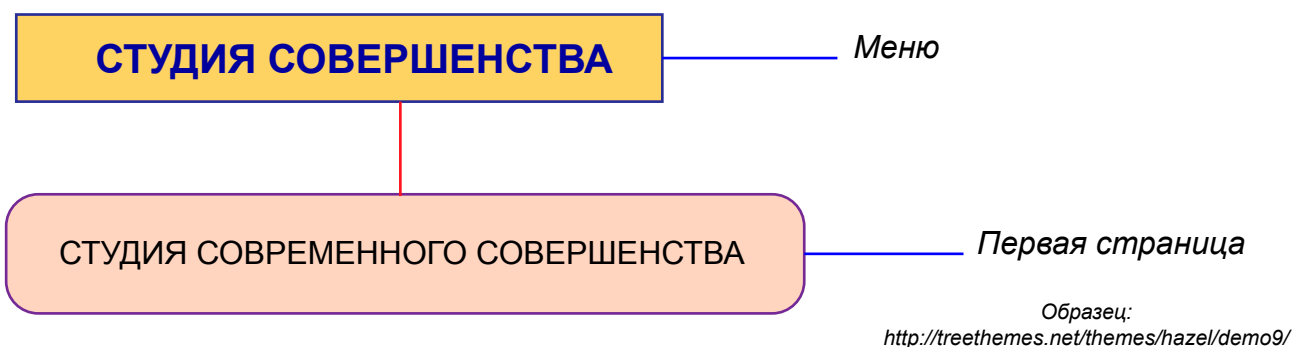 СТУДИЯ СОВЕРШЕНСТВА
Меню
СТУДИЯ СОВРЕМЕННОГО СОВЕРШЕНСТВА
Первая страница
Образец:
http://treethemes.net/themes/hazel/demo9/